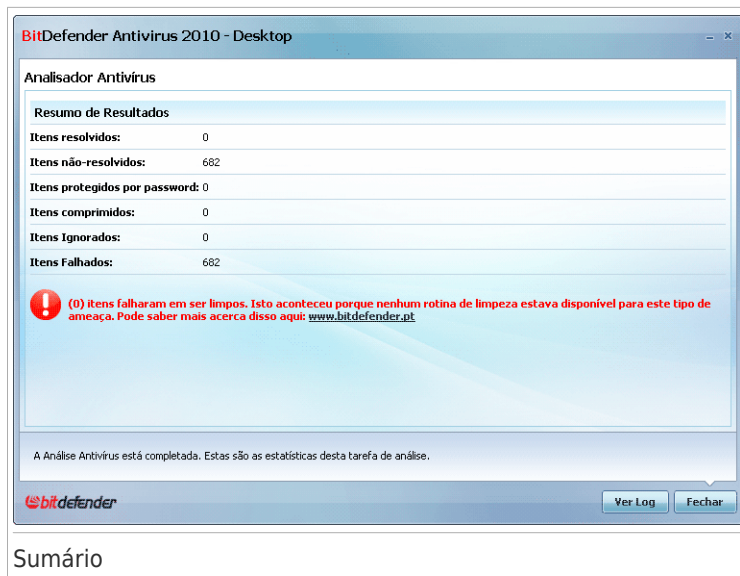 BitDefender Antivirus 2010 - Desktop
Analisador Antivírus
Resumo de Resultados
Itens resolvidos: 0
Itens não-resolvidos: 682
Itens protegidos por password: 0
Itens comprimidos: 0
Itens Ignorados: 0
Itens Falhados: 682
(0) itens falharam em ser limpos. Isto aconteceu porque nenhum rotina de limpeza estava disponível para este tipo de
ameaça. Pode saber mais acerca disso aqui: www.bitdefender.pt
A Análise Antivírus está completada. Estas são as estatísticas desta tarefa de análise.
bitdefender
Ver Log Fechar
Sumário